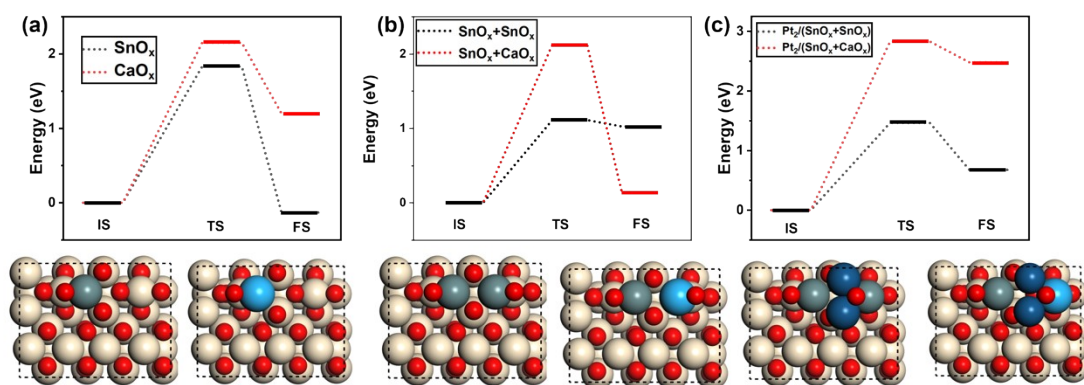 (a)
Energy (eV)
2
1
0
SnOx
CaOx
IS
TS
FS
(b)
Energy (eV)
2
1
0
SnOx+SnOx
SnOx+CaOx
IS
TS
FS
(c)
Energy (eV)
3
2
1
0
Pt2/(SnOx+SnOx)
Pt2/(SnOx+CaOx)
IS
TS
FS